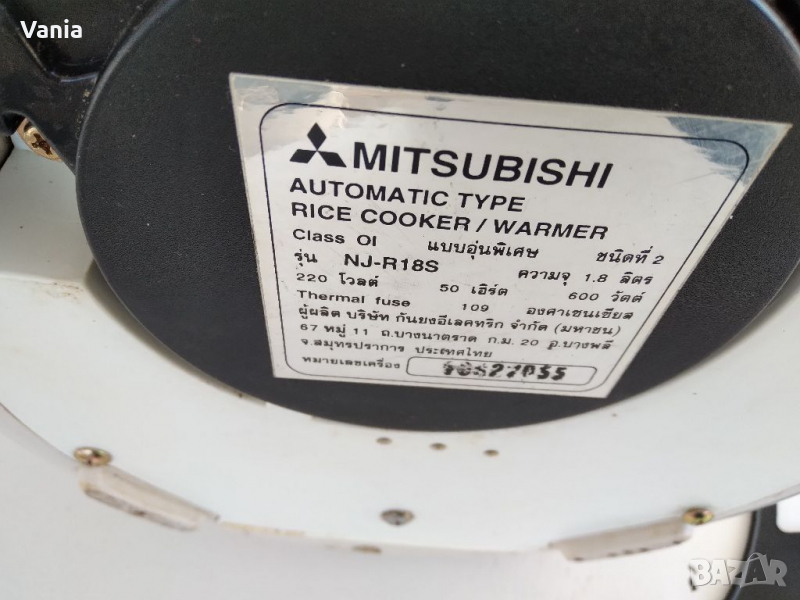 Vania
MITSUBISHI
AUTOMATIC TYPE
RICE COOKER / WARMER
Class OI แบบอุ่นพิเศษ ชนิดที่ 2
รุ่น NJ-R18S ความจุ 1.8 ลิตร
220 โวลต์ 50 เฮิร์ต 600 วัตต์
Thermal fuse 109 องศาเซนเซียส
ผู้ผลิต บริษัท กันยงอีเลคทริก จำกัด (มหาชน)
67 หมู่ 11 ถ.บางนาตราด ก.ม. 20 อ.บางพลี
จ.สมุทรปราการ ประเทศไทย
หมายเลขเครื่อง
BAZAR